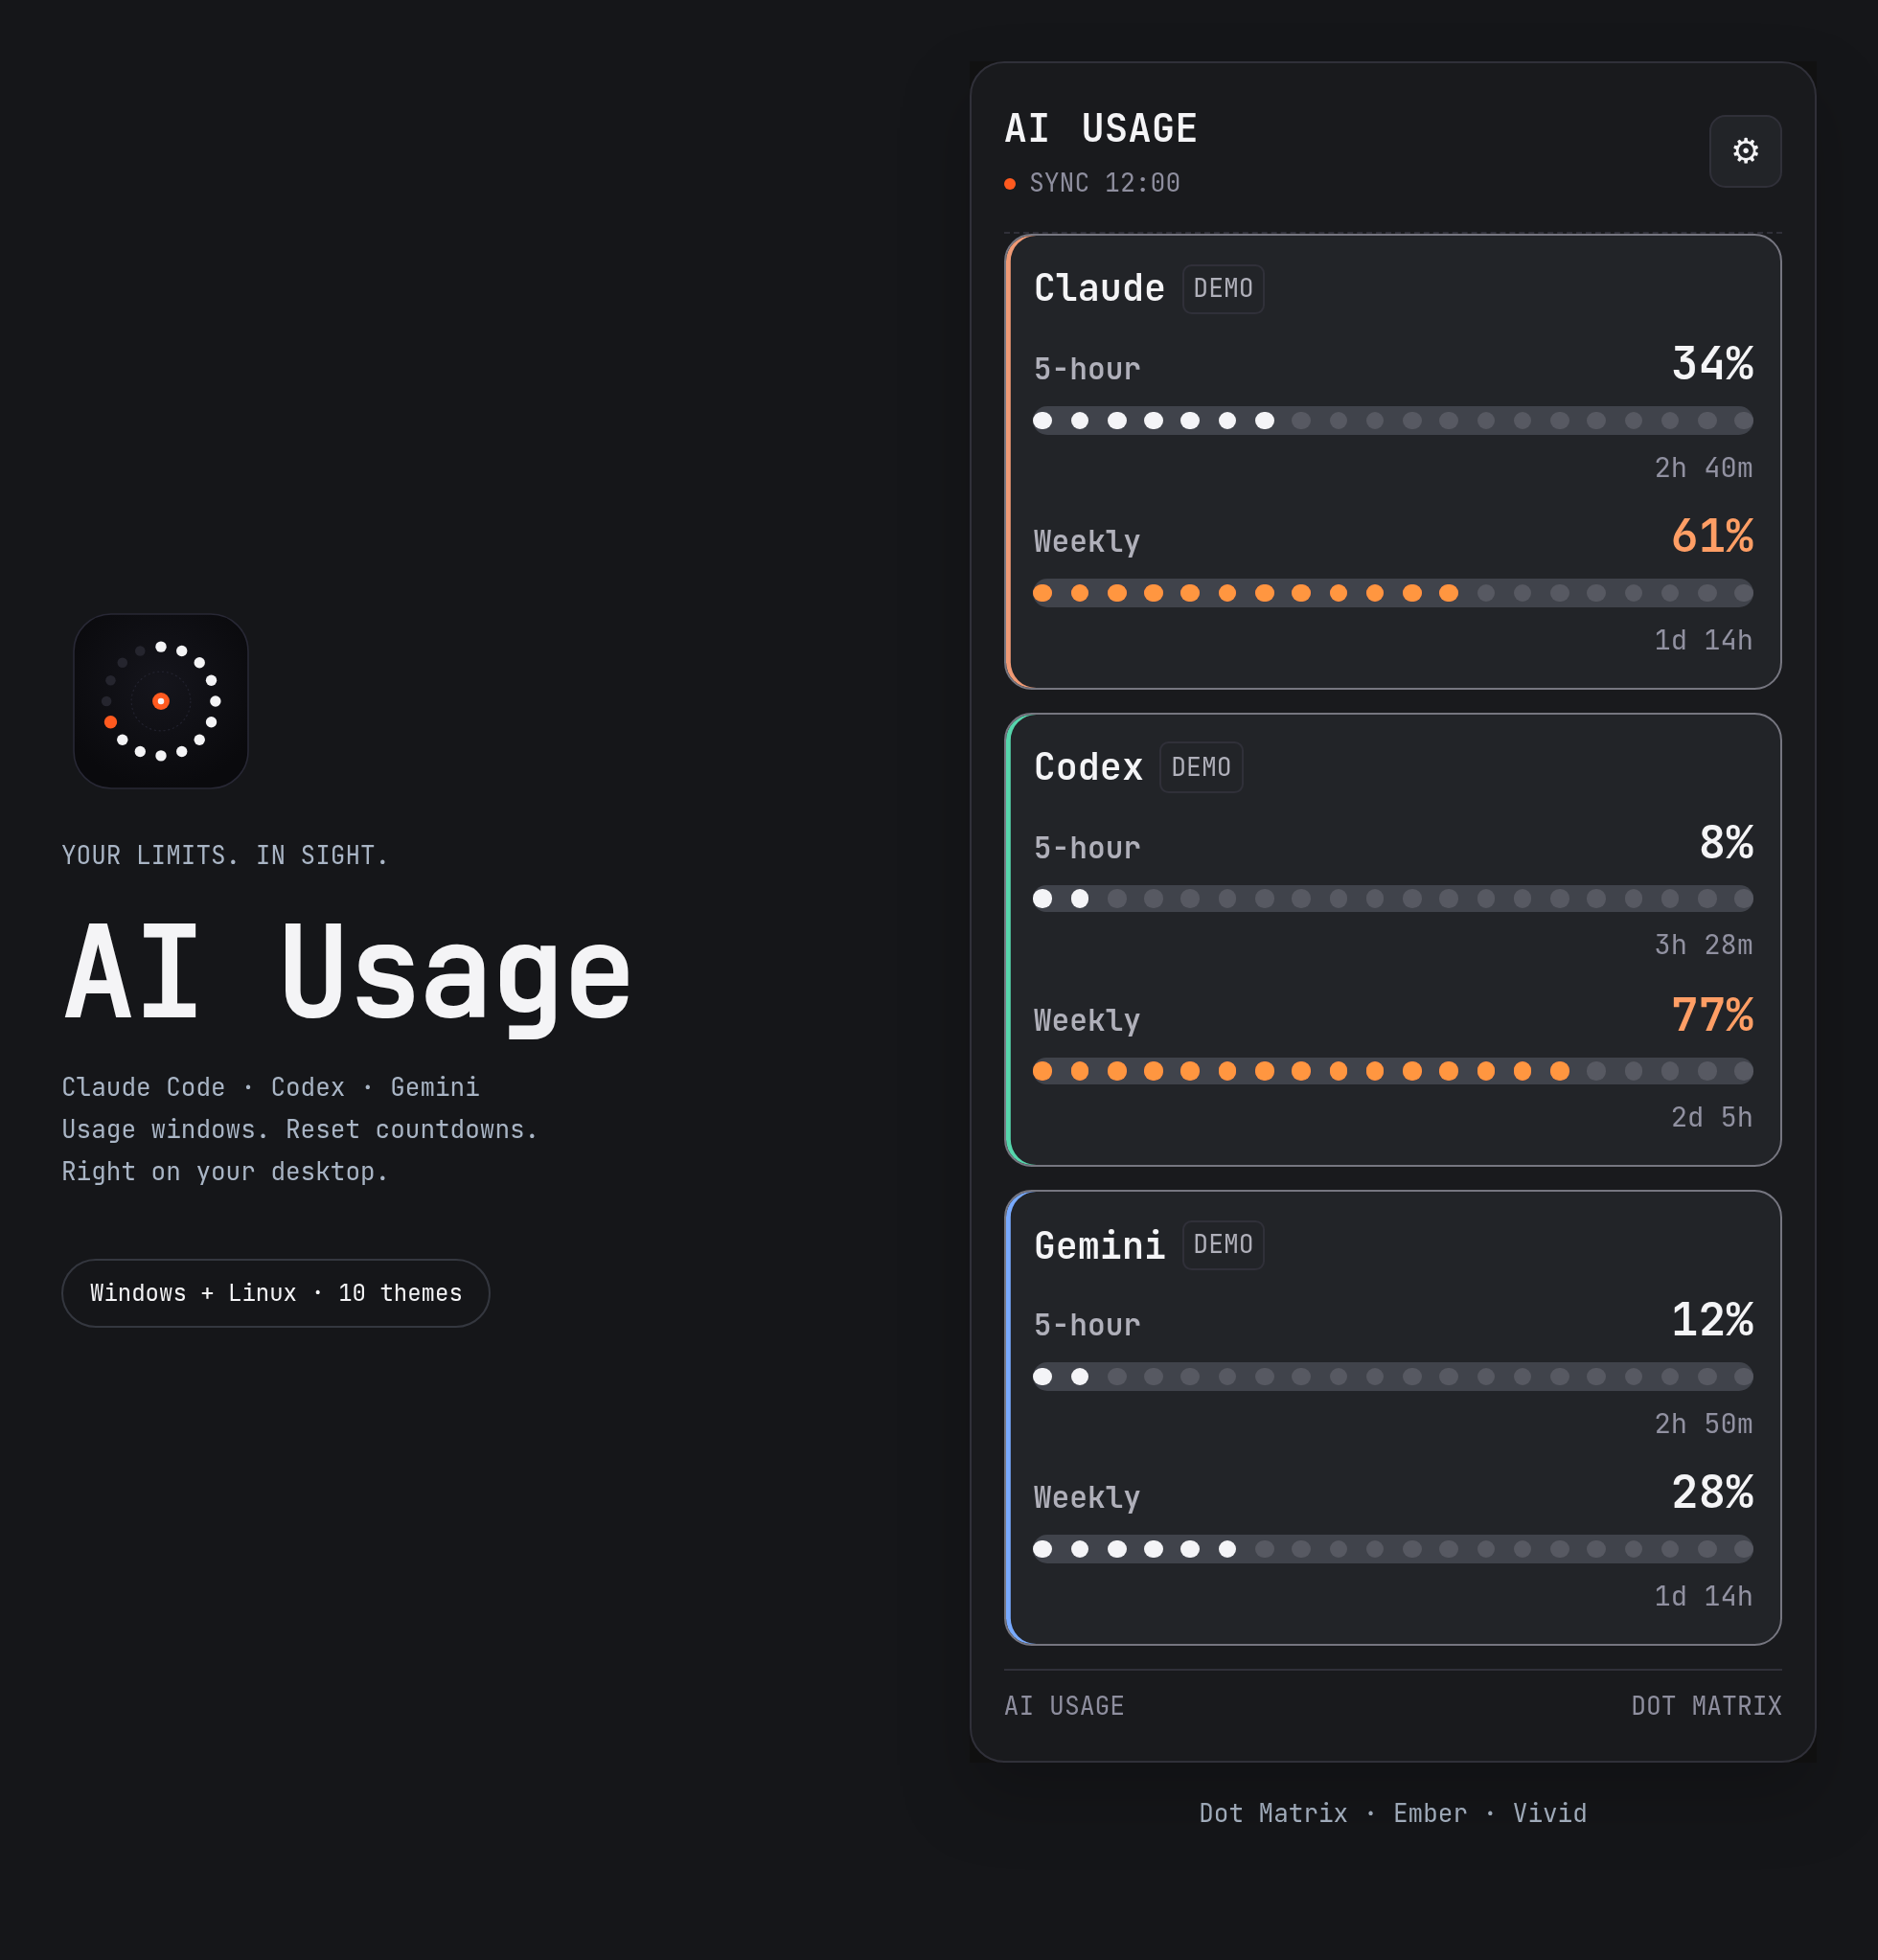 YOUR LIMITS. IN SIGHT.
AI Usage
Claude Code · Codex · Gemini
Usage windows. Reset countdowns.
Right on your desktop.
Windows + Linux · 10 themes
AI USAGE
SYNC 12:00
Claude DEMO
5-hour 34%
2h 40m
Weekly 61%
1d 14h
Codex DEMO
5-hour 8%
3h 28m
Weekly 77%
2d 5h
Gemini DEMO
5-hour 12%
2h 50m
Weekly 28%
1d 14h
AI USAGE DOT MATRIX
Dot Matrix · Ember · Vivid